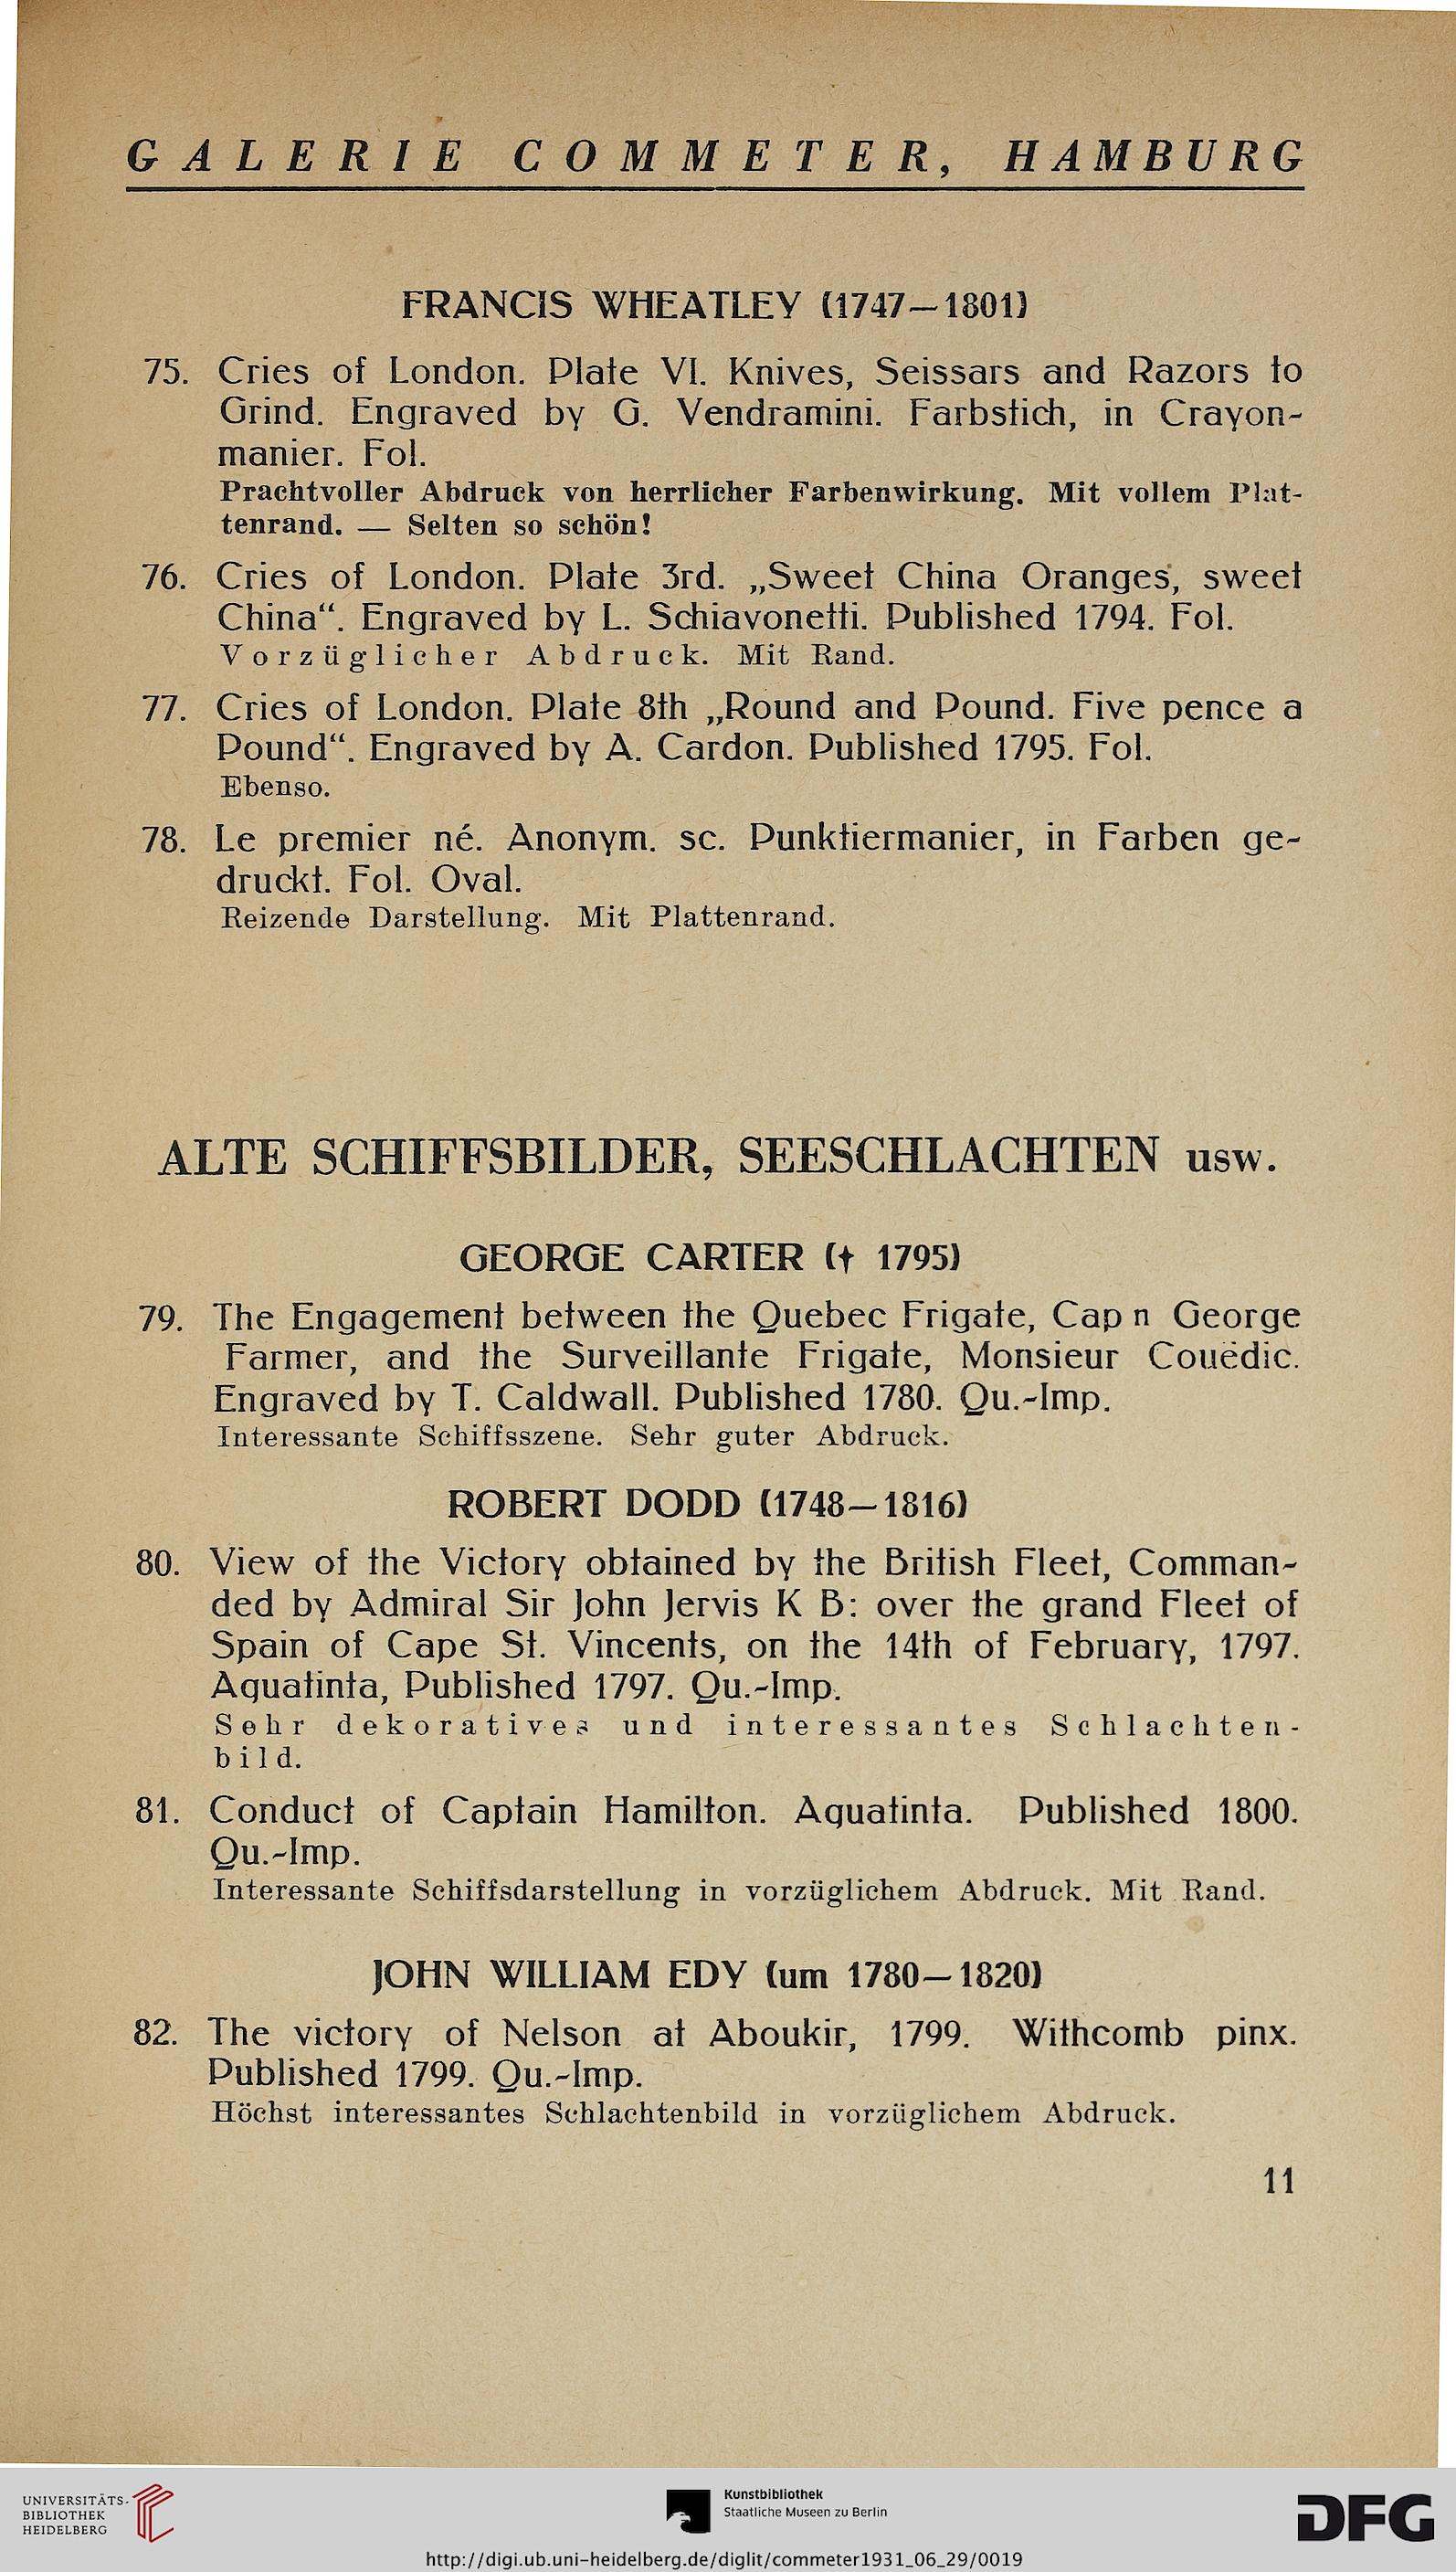 GALERIE COMMETER, HAMBURG
FRANCIS WHEATLEY (1747—1801)
75. Cries of London. Plate VI. Knives, Seissars and Razors to
Grind. Engraved by G. Vendramini. Farbstich, in Crayon-
manier. Fol.
Prachtvoller Abdruck von herrlicher Farbenwirkung. Mit vollem Plat-
tenrand. — Selten so schön!
76. Cries of London. Plate 3rd. „Sweet China Oranges, sweet
China“. Engraved by L. Schiavonetti. Published 1794. Fol.
Vorzüglicher Abdruck. Mit Rand.
77. Cries of London. Plate 8th „Round and Pound. Five pence a
Pound“. Engraved by A. Cardon. Published 1795. Fol.
Ebenso.
78. Le premier né. Anonym. sc. Punktiermanier, in Farben ge-
druckt. Fol. Oval.
Reizende Darstellung. Mit Plattenrand.
ALTE SCHIFFSBILDER, SEESCHLACHTEN usw.
GEORGE CARTER († 1795)
79. The Engagement between the Quebec Frigate, Cap n George
Farmer, and the Surveillante Frigate, Monsieur Couëdic.
Engraved by T. Caldwall. Published 1780. Qu.-Imp.
Interessante Schiffsszene. Sehr guter Abdruck.
ROBERT DODD (1748—1816)
80. View of the Victory obtained by the British Fleet, Comman-
ded by Admiral Sir John Jervis K B: over the grand Fleet of
Spain of Cape St. Vincents, on the 14th of February, 1797.
Aquatinta, Published 1797. Qu.-Imp.
Sehr dekoratives und interessantes Schlachten-
bild.
81. Conduct of Captain Hamilton. Aquatinta. Published 1800.
Qu.-Imp.
Interessante Schiffsdarstellung in vorzüglichem Abdruck. Mit Rand.
JOHN WILLIAM EDY (um 1780—1820)
82. The victory of Nelson at Aboukir, 1799. Withcomb pinx.
Published 1799. Qu.-Imp.
Höchst interessantes Schlachtenbild in vorzüglichem Abdruck.
11
UNIVERSITÄTS-
BIBLIOTHEK
HEIDELBERG
Kunstbibliothek
Staatliche Museen zu Berlin
DFG
http://digi.ub.uni-heidelberg.de/diglit/commeter1931_06_29/0019